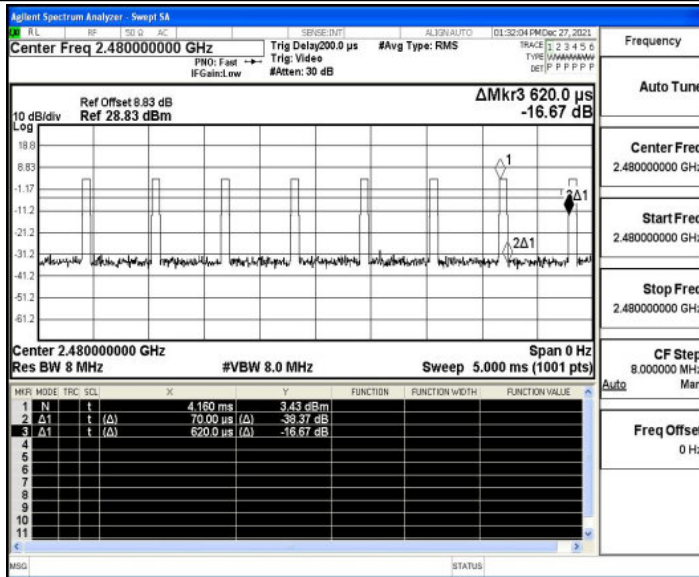 Agilent Spectrum Analyzer - Swept SA
RL RF 50 Ω AC SENSE:INT ALIGNAUTO 01:32:04 PM Dec 27, 2021
Center Freq 2.480000000 GHz
PNO: Fast
IFGain:Low
Trig Delay200.0 µs
Trig: Video
#Atten: 30 dB
#Avg Type: RMS
TRACE 1 2 3 4 5 6
TYPE
DET P P P P P P
ΔMkr3 620.0 µs
-16.67 dB
10 dB/div
Log
Ref Offset 8.83 dB
Ref 28.83 dBm
18.8
8.83
-1.17
-11.2
-21.2
-31.2
-41.2
-51.2
-61.2
1
3Δ1
2Δ1
Center 2.480000000 GHz Span 0 Hz
Res BW 8 MHz #VBW 8.0 MHz Sweep 5.000 ms (1001 pts)
MKR MODE TRC SCL X Y FUNCTION FUNCTION WIDTH FUNCTION VALUE
1 N t 4.160 ms 3.43 dBm
2 Δ1 t (Δ) 70.00 µs (Δ) -38.37 dB
3 Δ1 t (Δ) 620.0 µs (Δ) -16.67 dB
4
5
6
7
8
9
10
11
MSG STATUS
Frequency
Auto Tune
Center Freq
2.480000000 GHz
Start Freq
2.480000000 GHz
Stop Freq
2.480000000 GHz
CF Step
8.000000 MHz
Auto Man
Freq Offset
0 Hz